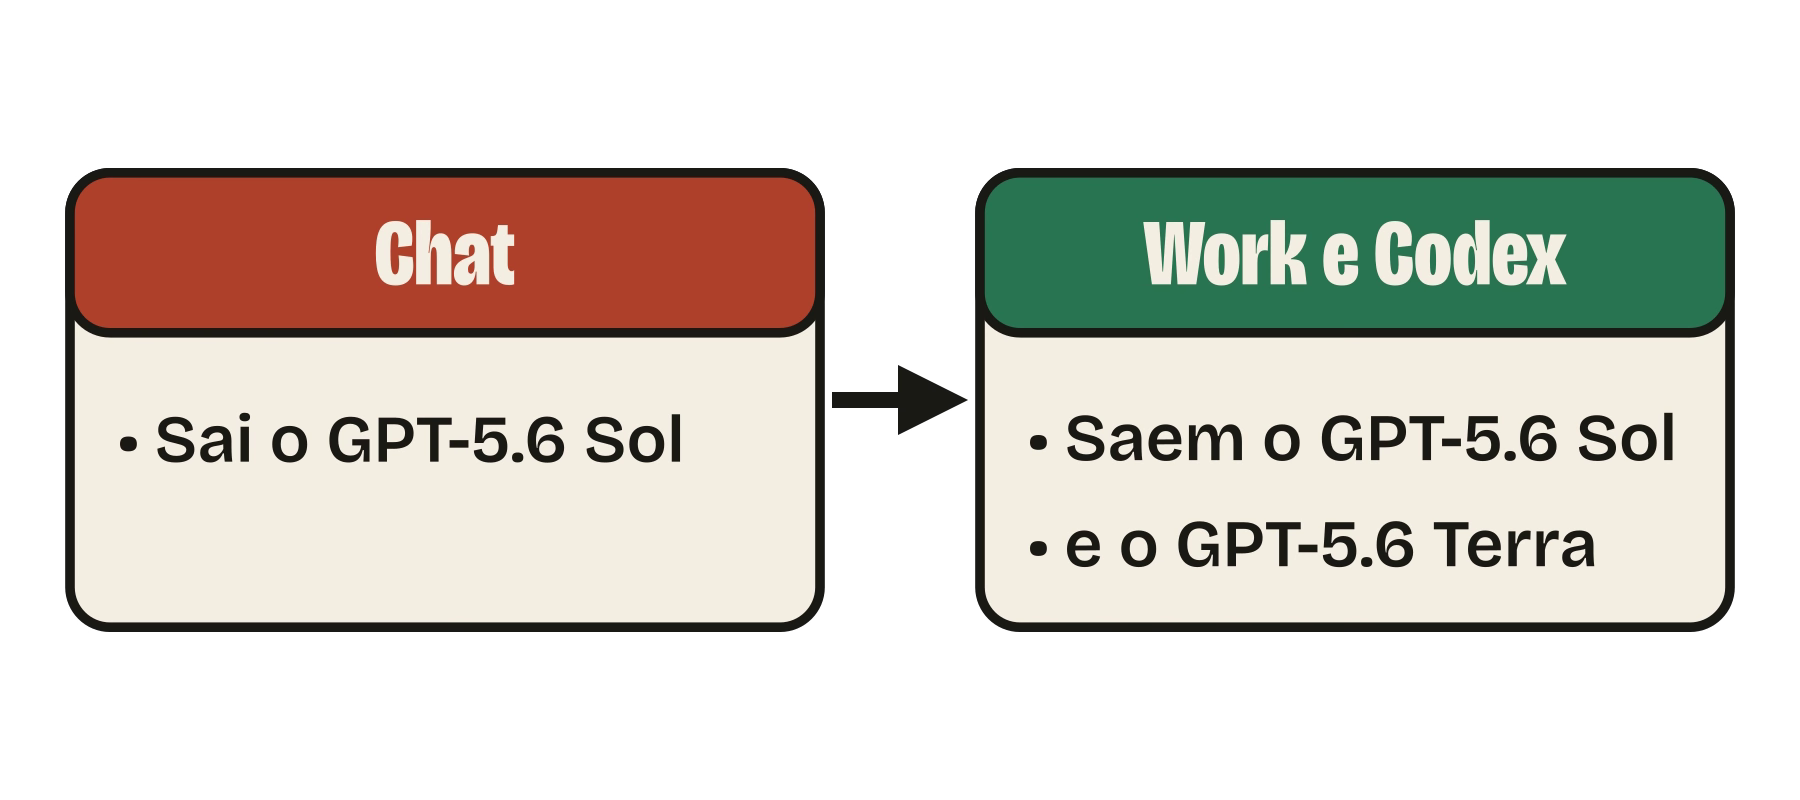 Chat
• Sai o GPT-5.6 Sol
Work e Codex
• Saem o GPT-5.6 Sol
• e o GPT-5.6 Terra